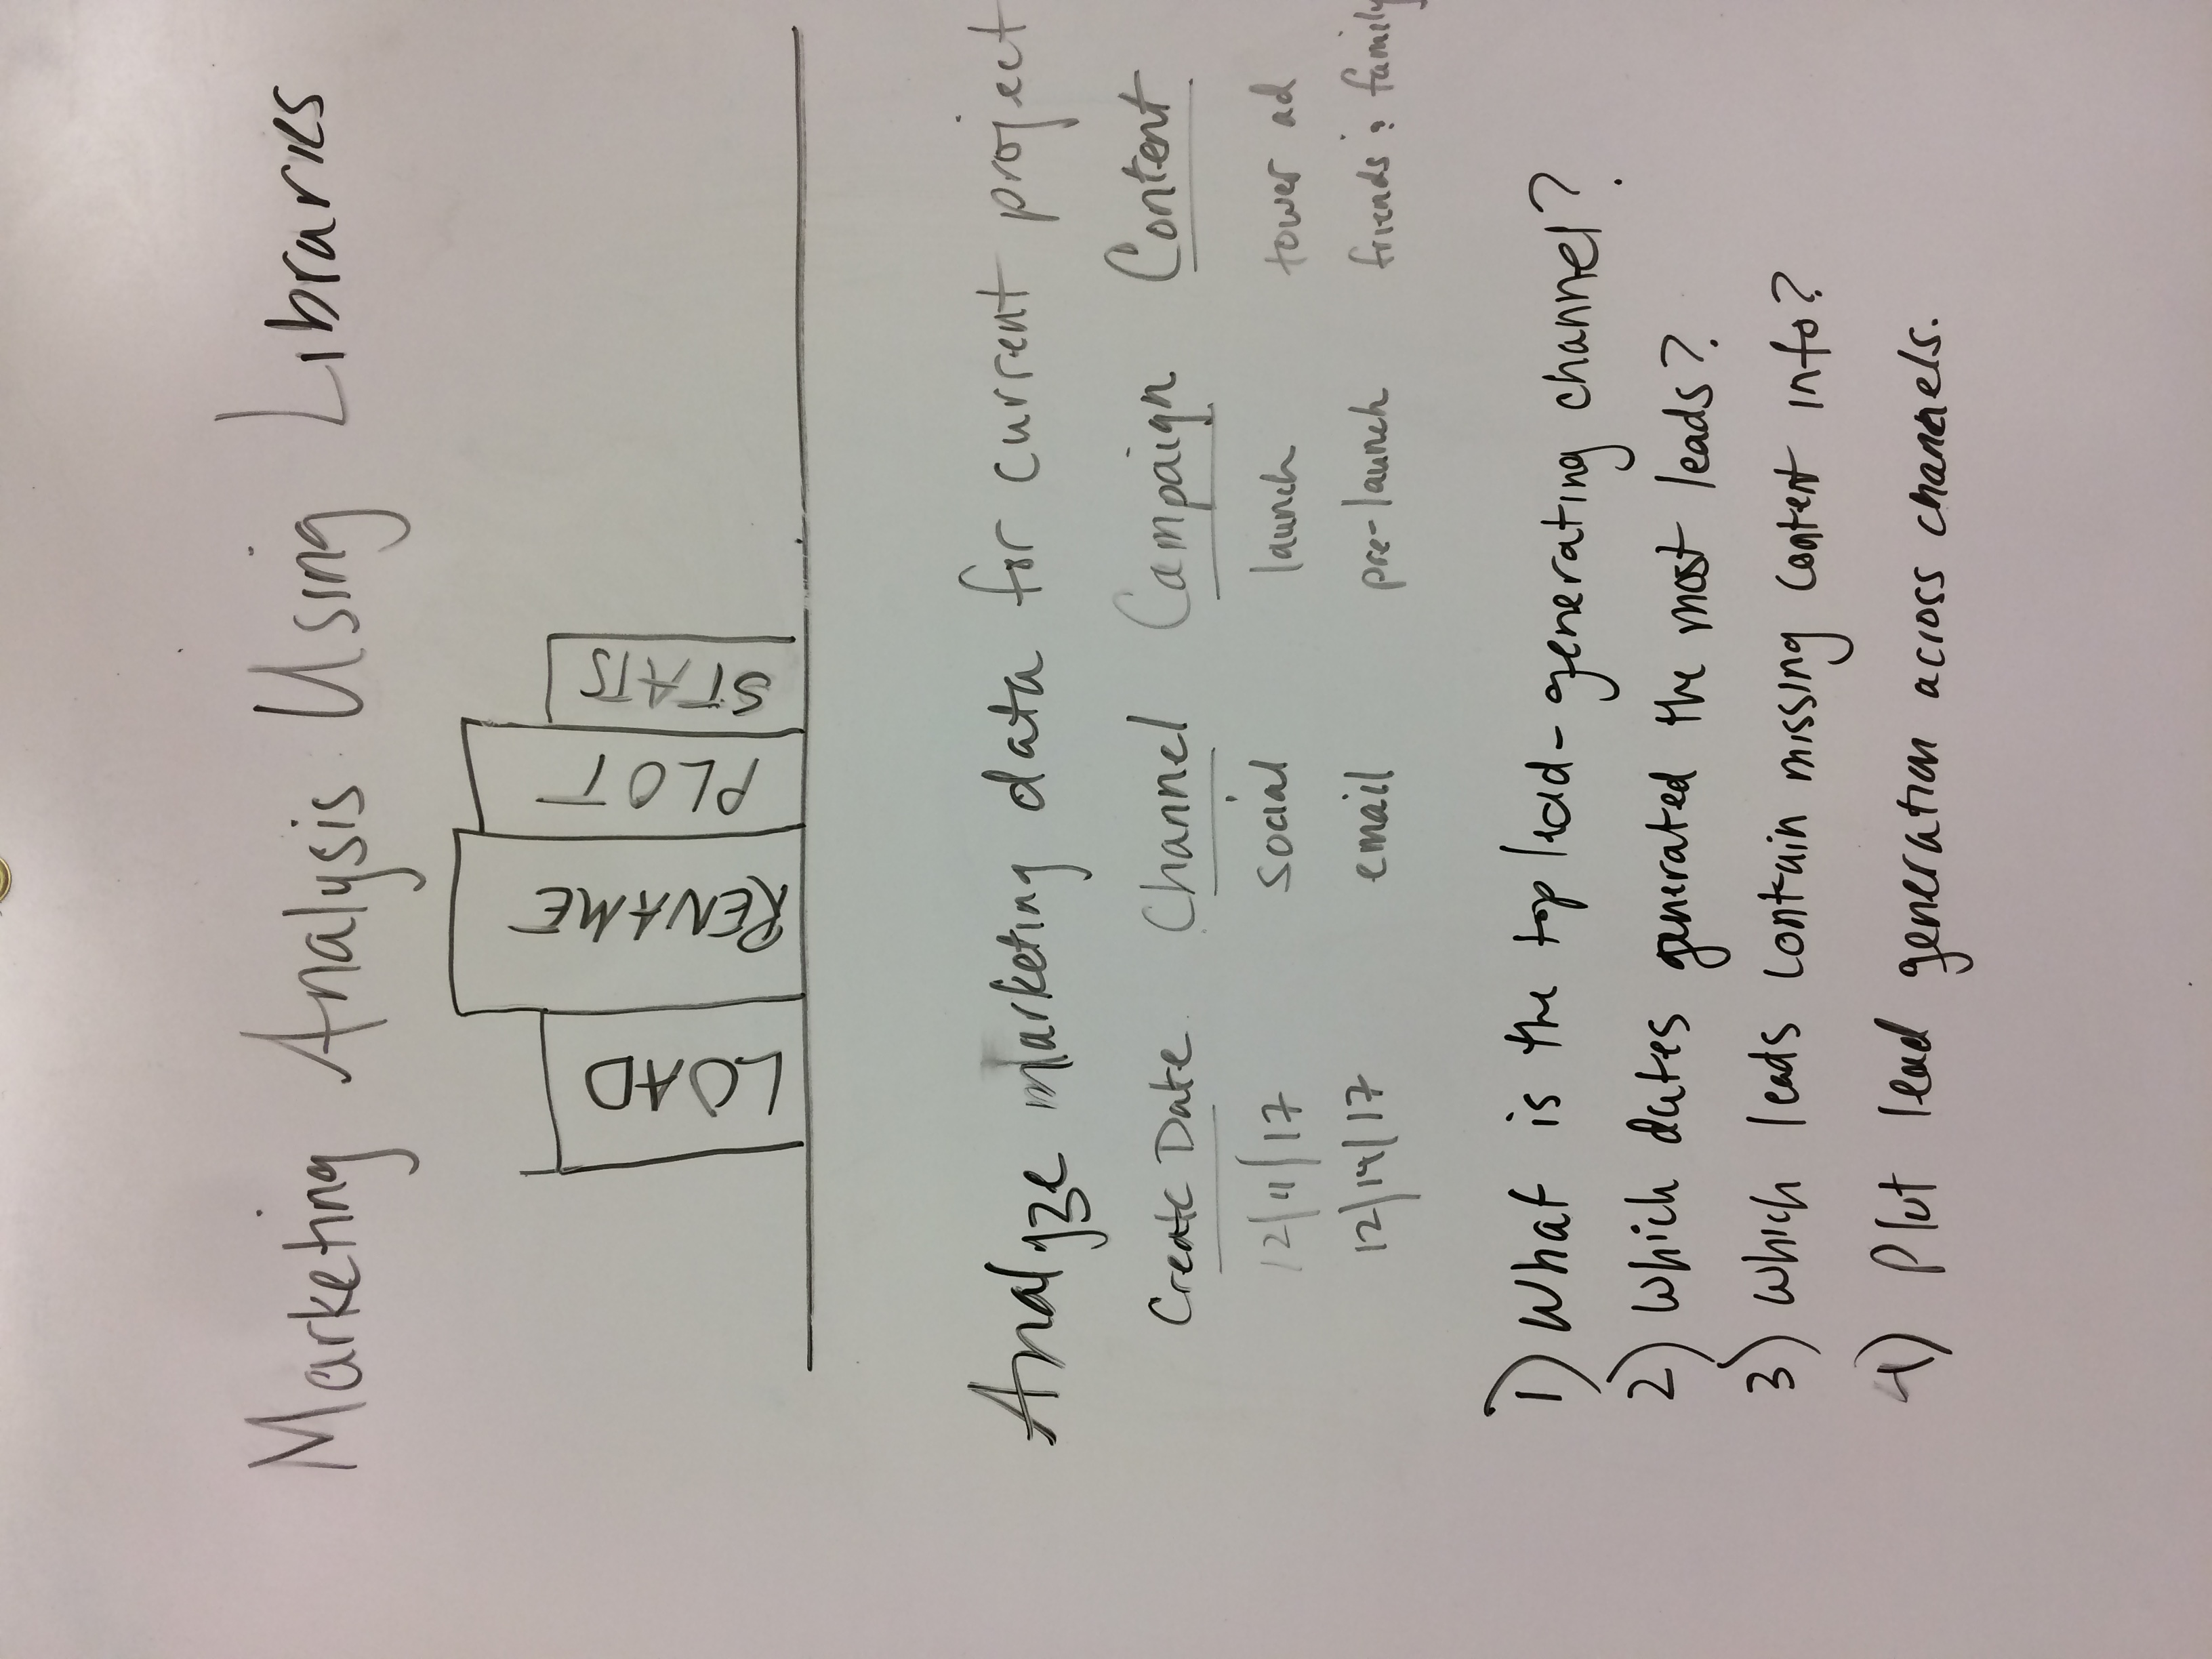 Marketing Analysis Using Libraries
LOAD
RENAME
PLOT
STATS
Analyze marketing data for current project
Create Date Channel Campaign Content
12/11/17 social launch tower ad
12/14/17 email pre-launch friends & family
1) What is the top lead-generating channel?
2) Which dates generated the most leads?
3) Which leads contain missing content info?
4) Plot lead generation across channels.